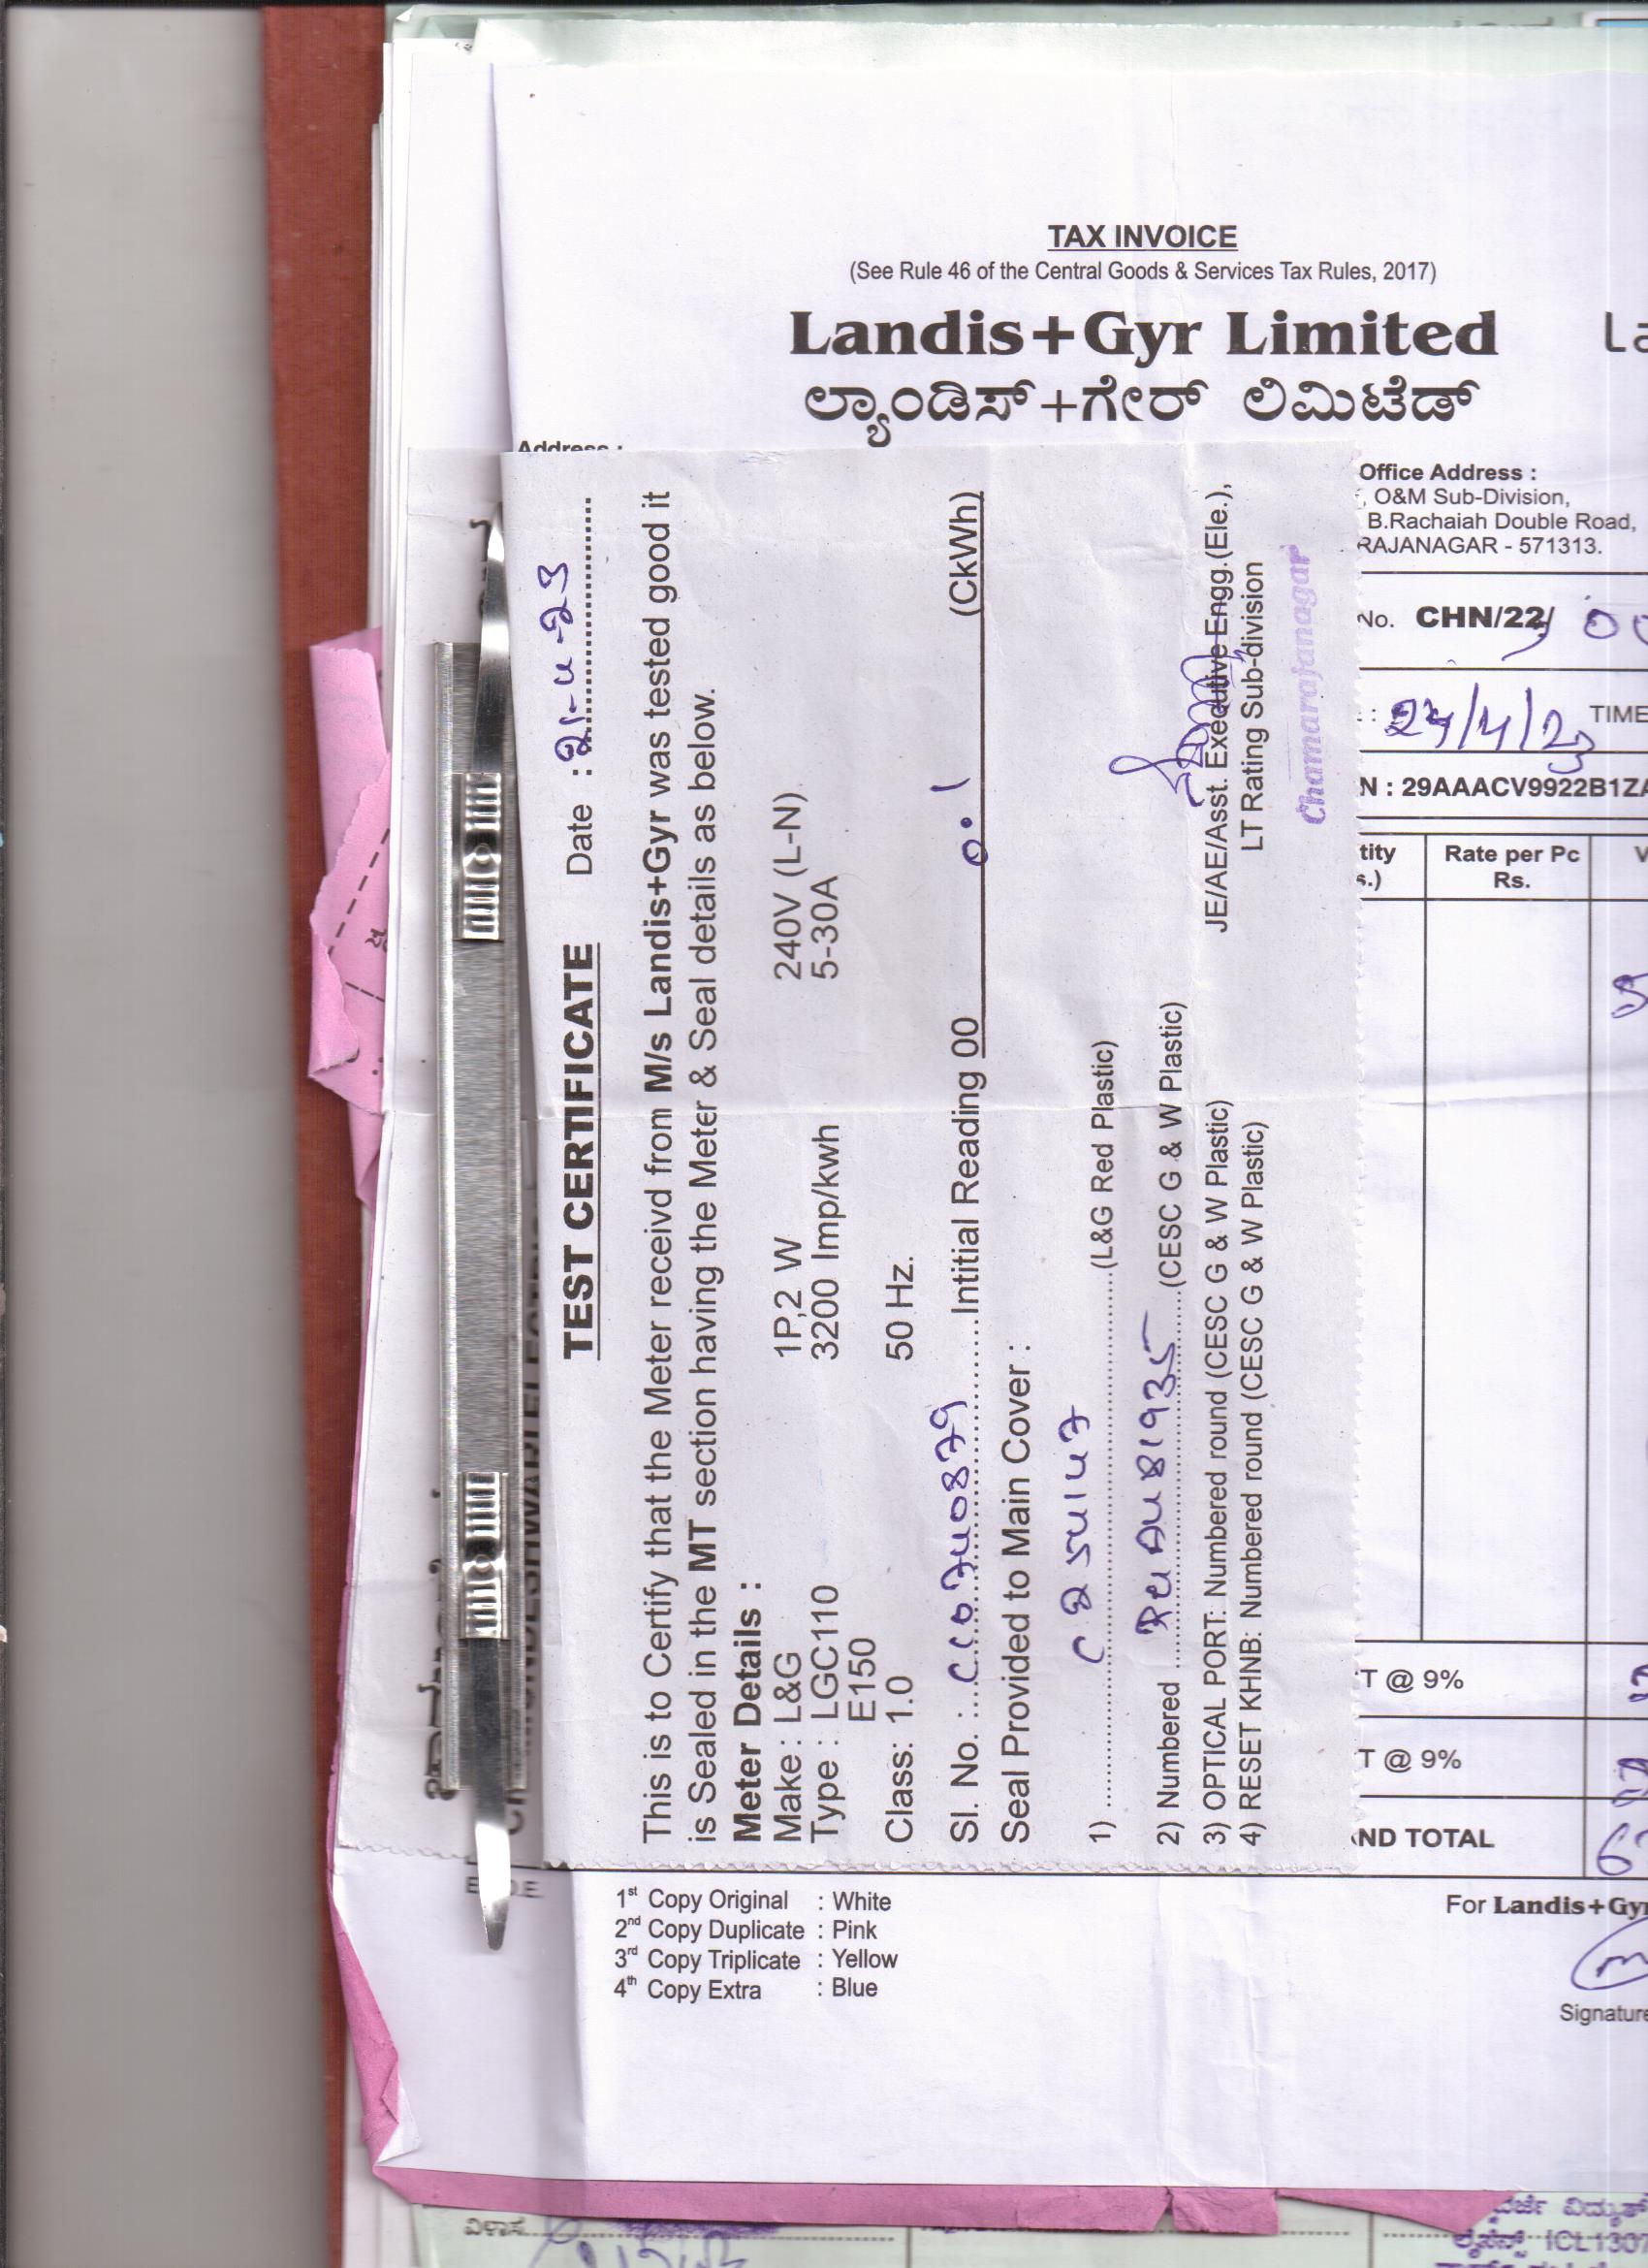 TAX INVOICE
(See Rule 46 of the Central Goods & Services Tax Rules, 2017)
Landis+Gyr Limited
ಲ್ಯಾಂಡಿಸ್+ಗೇರ್ ಲಿಮಿಟೆಡ್
Address :
Office Address :
O&M Sub-Division,
B.Rachaiah Double Road,
RAJANAGAR - 571313.
No. CHN/22/
24/4/23 TIME
N : 29AAACV9922B1ZA
tity Rate per Pc
s.) Rs.
T @ 9%
T @ 9%
ND TOTAL
TEST CERTIFICATE Date : 21-4-23
This is to Certify that the Meter receivd from M/s Landis+Gyr was tested good it
is Sealed in the MT section having the Meter & Seal details as below.
Meter Details :
Make : L&G 1P,2 W 240V (L-N)
Type : LGC110 3200 Imp/kwh 5-30A
E150
Class: 1.0 50 Hz.
Sl. No. : CC0740879 Intitial Reading 00 0.1 (CkWh)
Seal Provided to Main Cover :
1) C 254147 (L&G Red Plastic)
2) Numbered (CESC G & W Plastic)
3) OPTICAL PORT: Numbered round (CESC G & W Plastic)
4) RESET KHNB: Numbered round (CESC G & W Plastic)
JE/AE/Asst. Executive Engg.(Ele.),
LT Rating Sub-division
Chamarajanagar
1st Copy Original : White
2nd Copy Duplicate : Pink
3rd Copy Triplicate : Yellow
4th Copy Extra : Blue
For Landis+Gyr
Signature
ವಿಳಾಸ